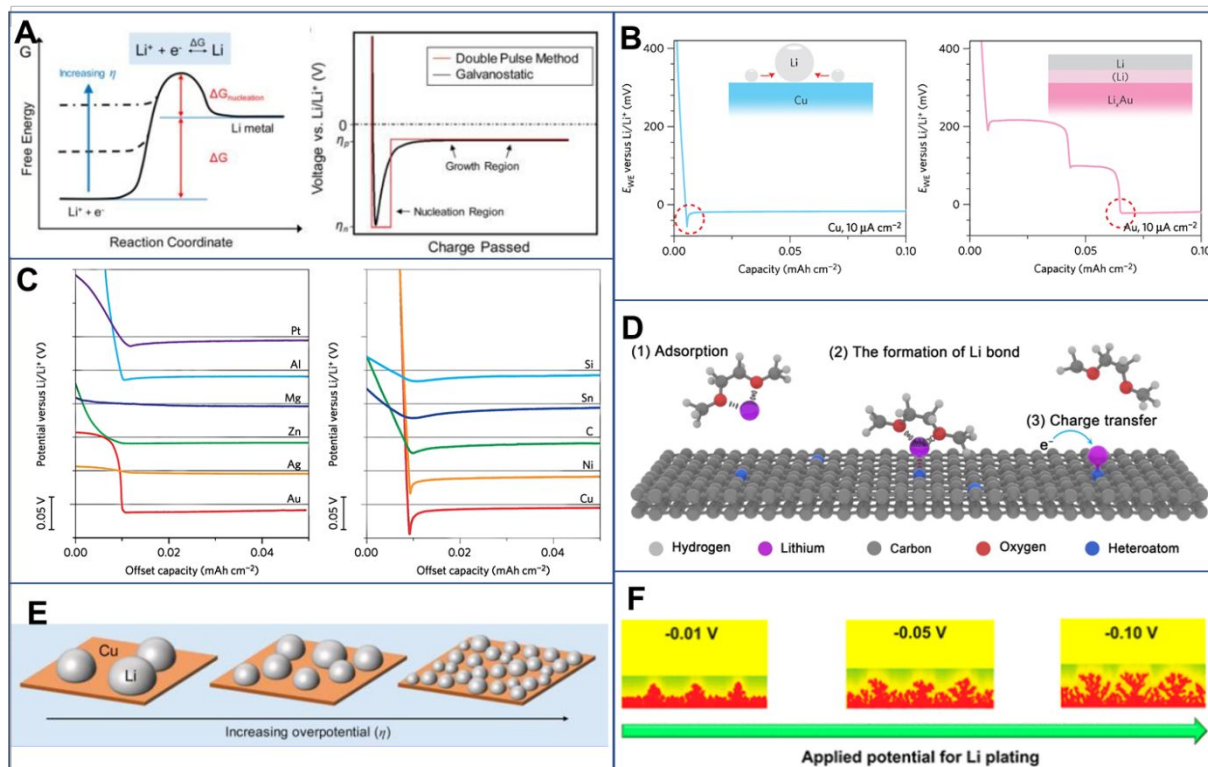 A
G
Li⁺ + e⁻ ⇄ Li
ΔG
Increasing η
ΔG nucleation
Li metal
ΔG
Li⁺ + e⁻
Free Energy
Reaction Coordinate
Double Pulse Method
Galvanostatic
Voltage vs. Li/Li⁺ (V)
0
ηp
Growth Region
Nucleation Region
ηn
Charge Passed
B
400
200
0
E_WE versus Li/Li⁺ (mV)
Li
Cu
Cu, 10 µA cm⁻²
0.00 0.05 0.10
Capacity (mAh cm⁻²)
400
200
0
E_WE versus Li/Li⁺ (mV)
Li
(Li)
LiₓAu
Au, 10 µA cm⁻²
0.00 0.05 0.10
Capacity (mAh cm⁻²)
C
Potential versus Li/Li⁺ (V)
0.05 V
Pt
Al
Mg
Zn
Ag
Au
0.00 0.02 0.04
Offset capacity (mAh cm⁻²)
Potential versus Li/Li⁺ (V)
0.05 V
Si
Sn
C
Ni
Cu
0.00 0.02 0.04
Offset capacity (mAh cm⁻²)
D
(1) Adsorption
(2) The formation of Li bond
(3) Charge transfer
e⁻
Hydrogen Lithium Carbon Oxygen Heteroatom
E
Cu
Li
Increasing overpotential (η)
F
-0.01 V
-0.05 V
-0.10 V
Applied potential for Li plating